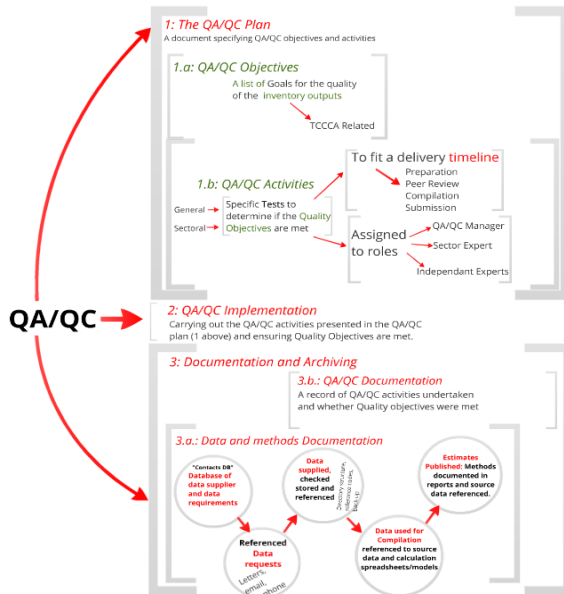 1: The QA/QC Plan
A document specifying QA/QC objectives and activities
1.a: QA/QC Objectives
A list of Goals for the quality
of the inventory outputs
TCCCA Related
1.b: QA/QC Activities
General
Sectoral
Specific Tests to
determine if the Quality
Objectives are met
To fit a delivery timeline
Preparation
Peer Review
Compilation
Submission
Assigned
to roles
QA/QC Manager
Sector Expert
Independant Experts
QA/QC
2: QA/QC Implementation
Carrying out the QA/QC activities presented in the QA/QC
plan (1 above) and ensuring Quality Objectives are met.
3: Documentation and Archiving
3.b.: QA/QC Documentation
A record of QA/QC activities undertaken
and whether Quality objectives were met
3.a.: Data and methods Documentation
"Contacts DB"
Database of
data supplier
and data
requirements
Referenced
Data
requests
Letters,
email,
phone
Data
supplied,
checked
stored and
referenced
Data used for
Compilation
referenced to source
data and calculation
spreadsheets/models
Estimates
Published: Methods
documented in
reports and source
data referenced.